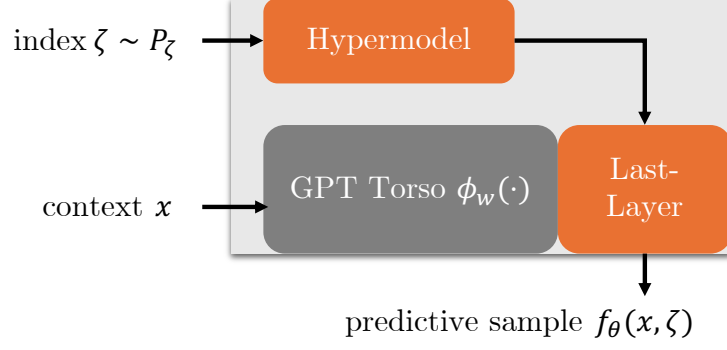 index ζ ∼ P_ζ
Hypermodel
context x
GPT Torso ϕ_w(·)
Last-
Layer
predictive sample f_θ(x, ζ)